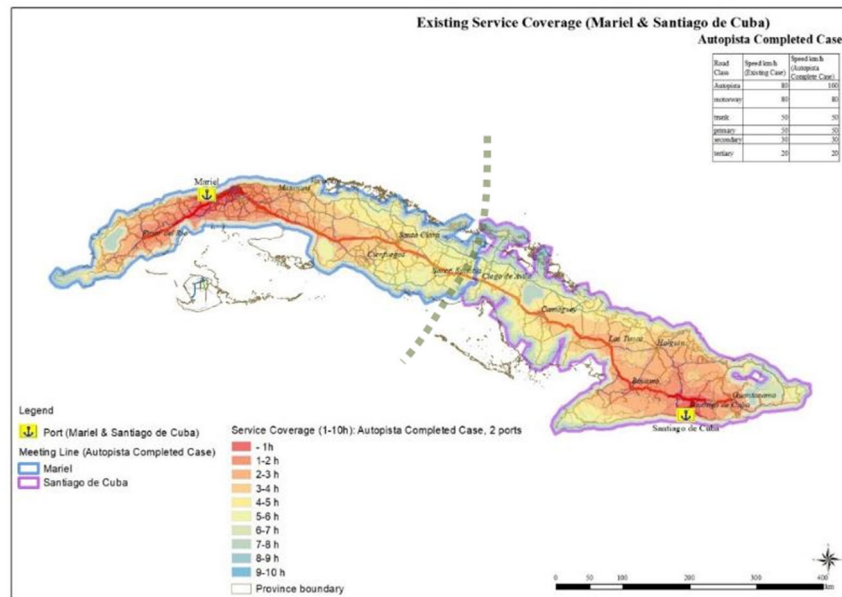 Existing Service Coverage (Mariel & Santiago de Cuba)
Autopista Completed Case
Road Class Speed km/h (Existing Case) Speed km/h (Autopista Complete Case)
Autopista 80 100
motorway 80 80
trunk 50 50
primary 50 50
secondary 30 30
tertiary 20 20
Mariel
Santa Clara
Cienfuegos
Ciego de Avila
Camaguey
Las Tunas
Holguin
Bayamo
Guantanamo
Santiago de Cuba
Santiago de Cuba
Legend
Port (Mariel & Santiago de Cuba)
Meeting Line (Autopista Completed Case)
Mariel
Santiago de Cuba
Service Coverage (1-10h): Autopista Completed Case, 2 ports
- 1h
1-2 h
2-3 h
3-4 h
4-5 h
5-6 h
6-7 h
7-8 h
8-9 h
9-10 h
Province boundary
0 50 100 200 300 400
km